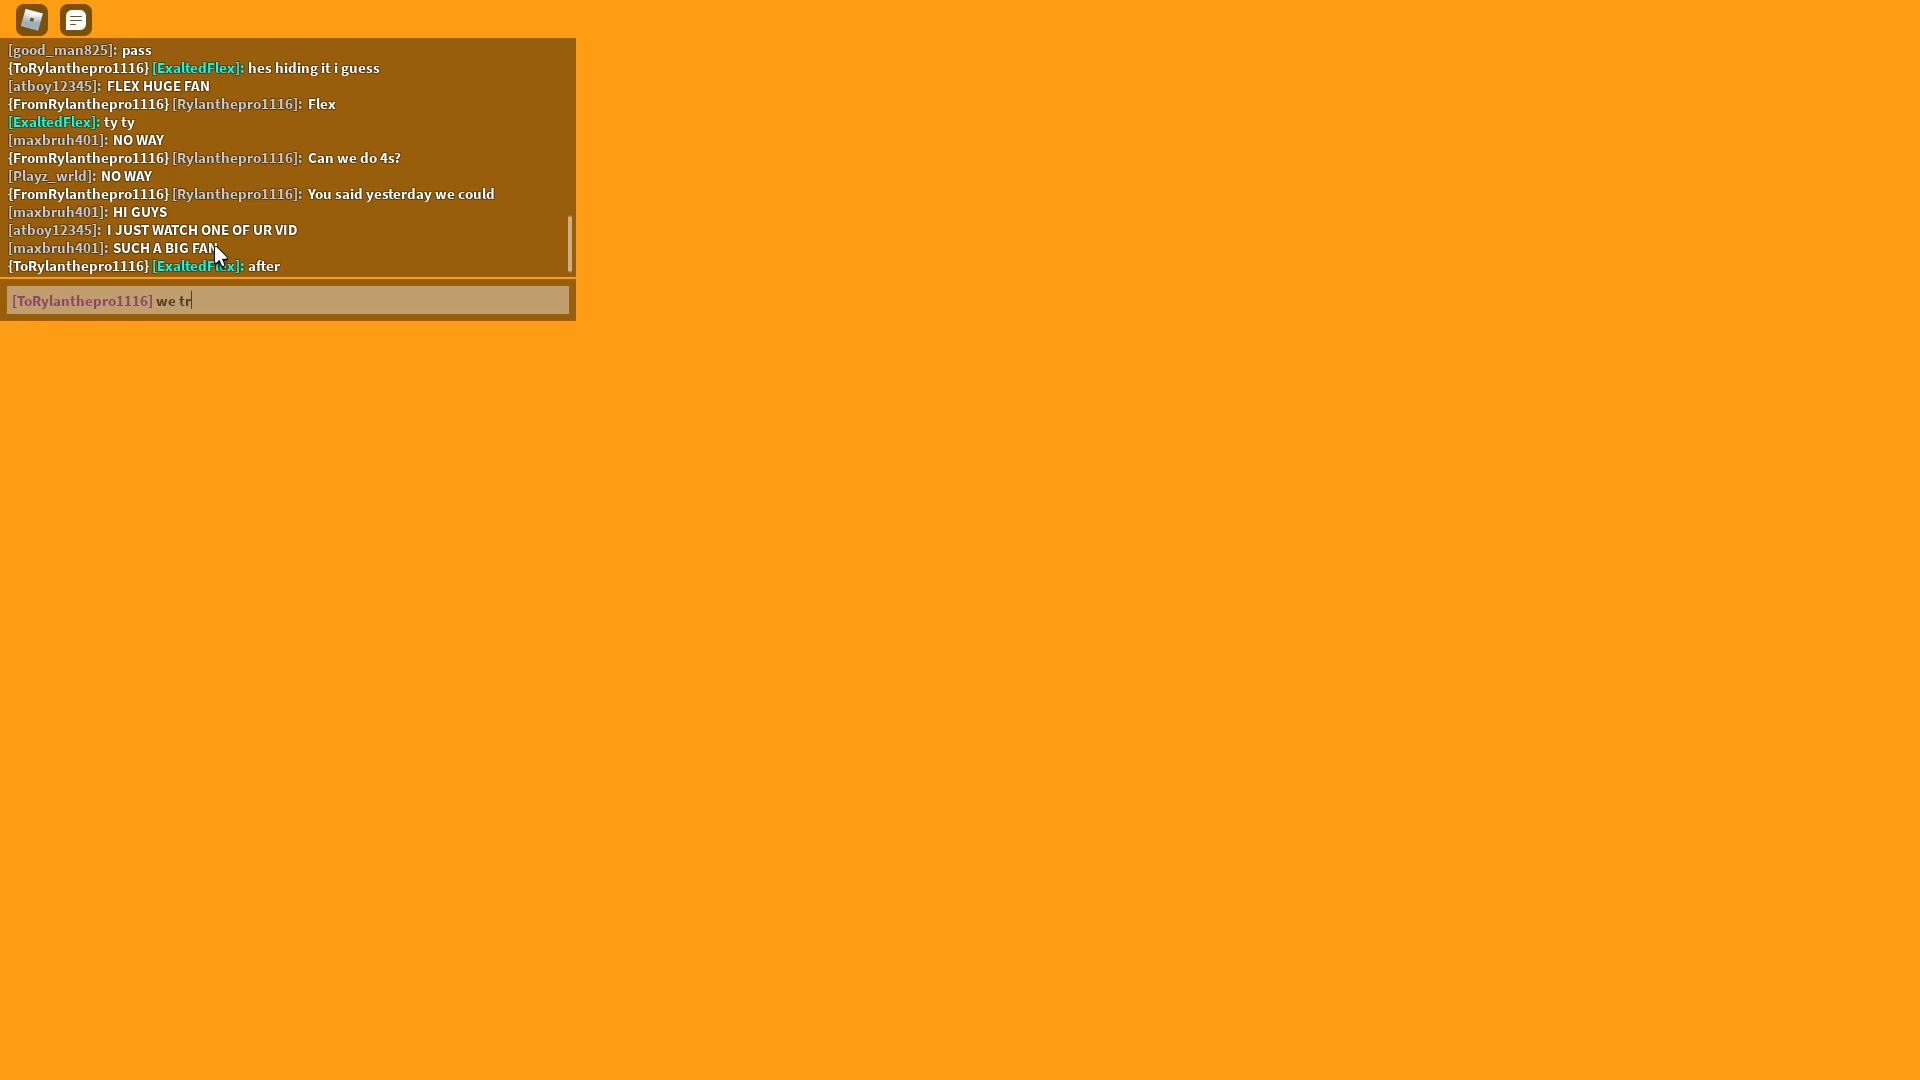 [good_man825]: pass
{ToRylanthepro1116} [ExaltedFlex]: hes hiding it i guess
[atboy12345]: FLEX HUGE FAN
{FromRylanthepro1116} [Rylanthepro1116]: Flex
[ExaltedFlex]: ty ty
[maxbruh401]: NO WAY
{FromRylanthepro1116} [Rylanthepro1116]: Can we do 4s?
[Playz_wrld]: NO WAY
{FromRylanthepro1116} [Rylanthepro1116]: You said yesterday we could
[maxbruh401]: HI GUYS
[atboy12345]: I JUST WATCH ONE OF UR VID
[maxbruh401]: SUCH A BIG FAN
{ToRylanthepro1116} [ExaltedFlex]: after
[ToRylanthepro1116] we tr